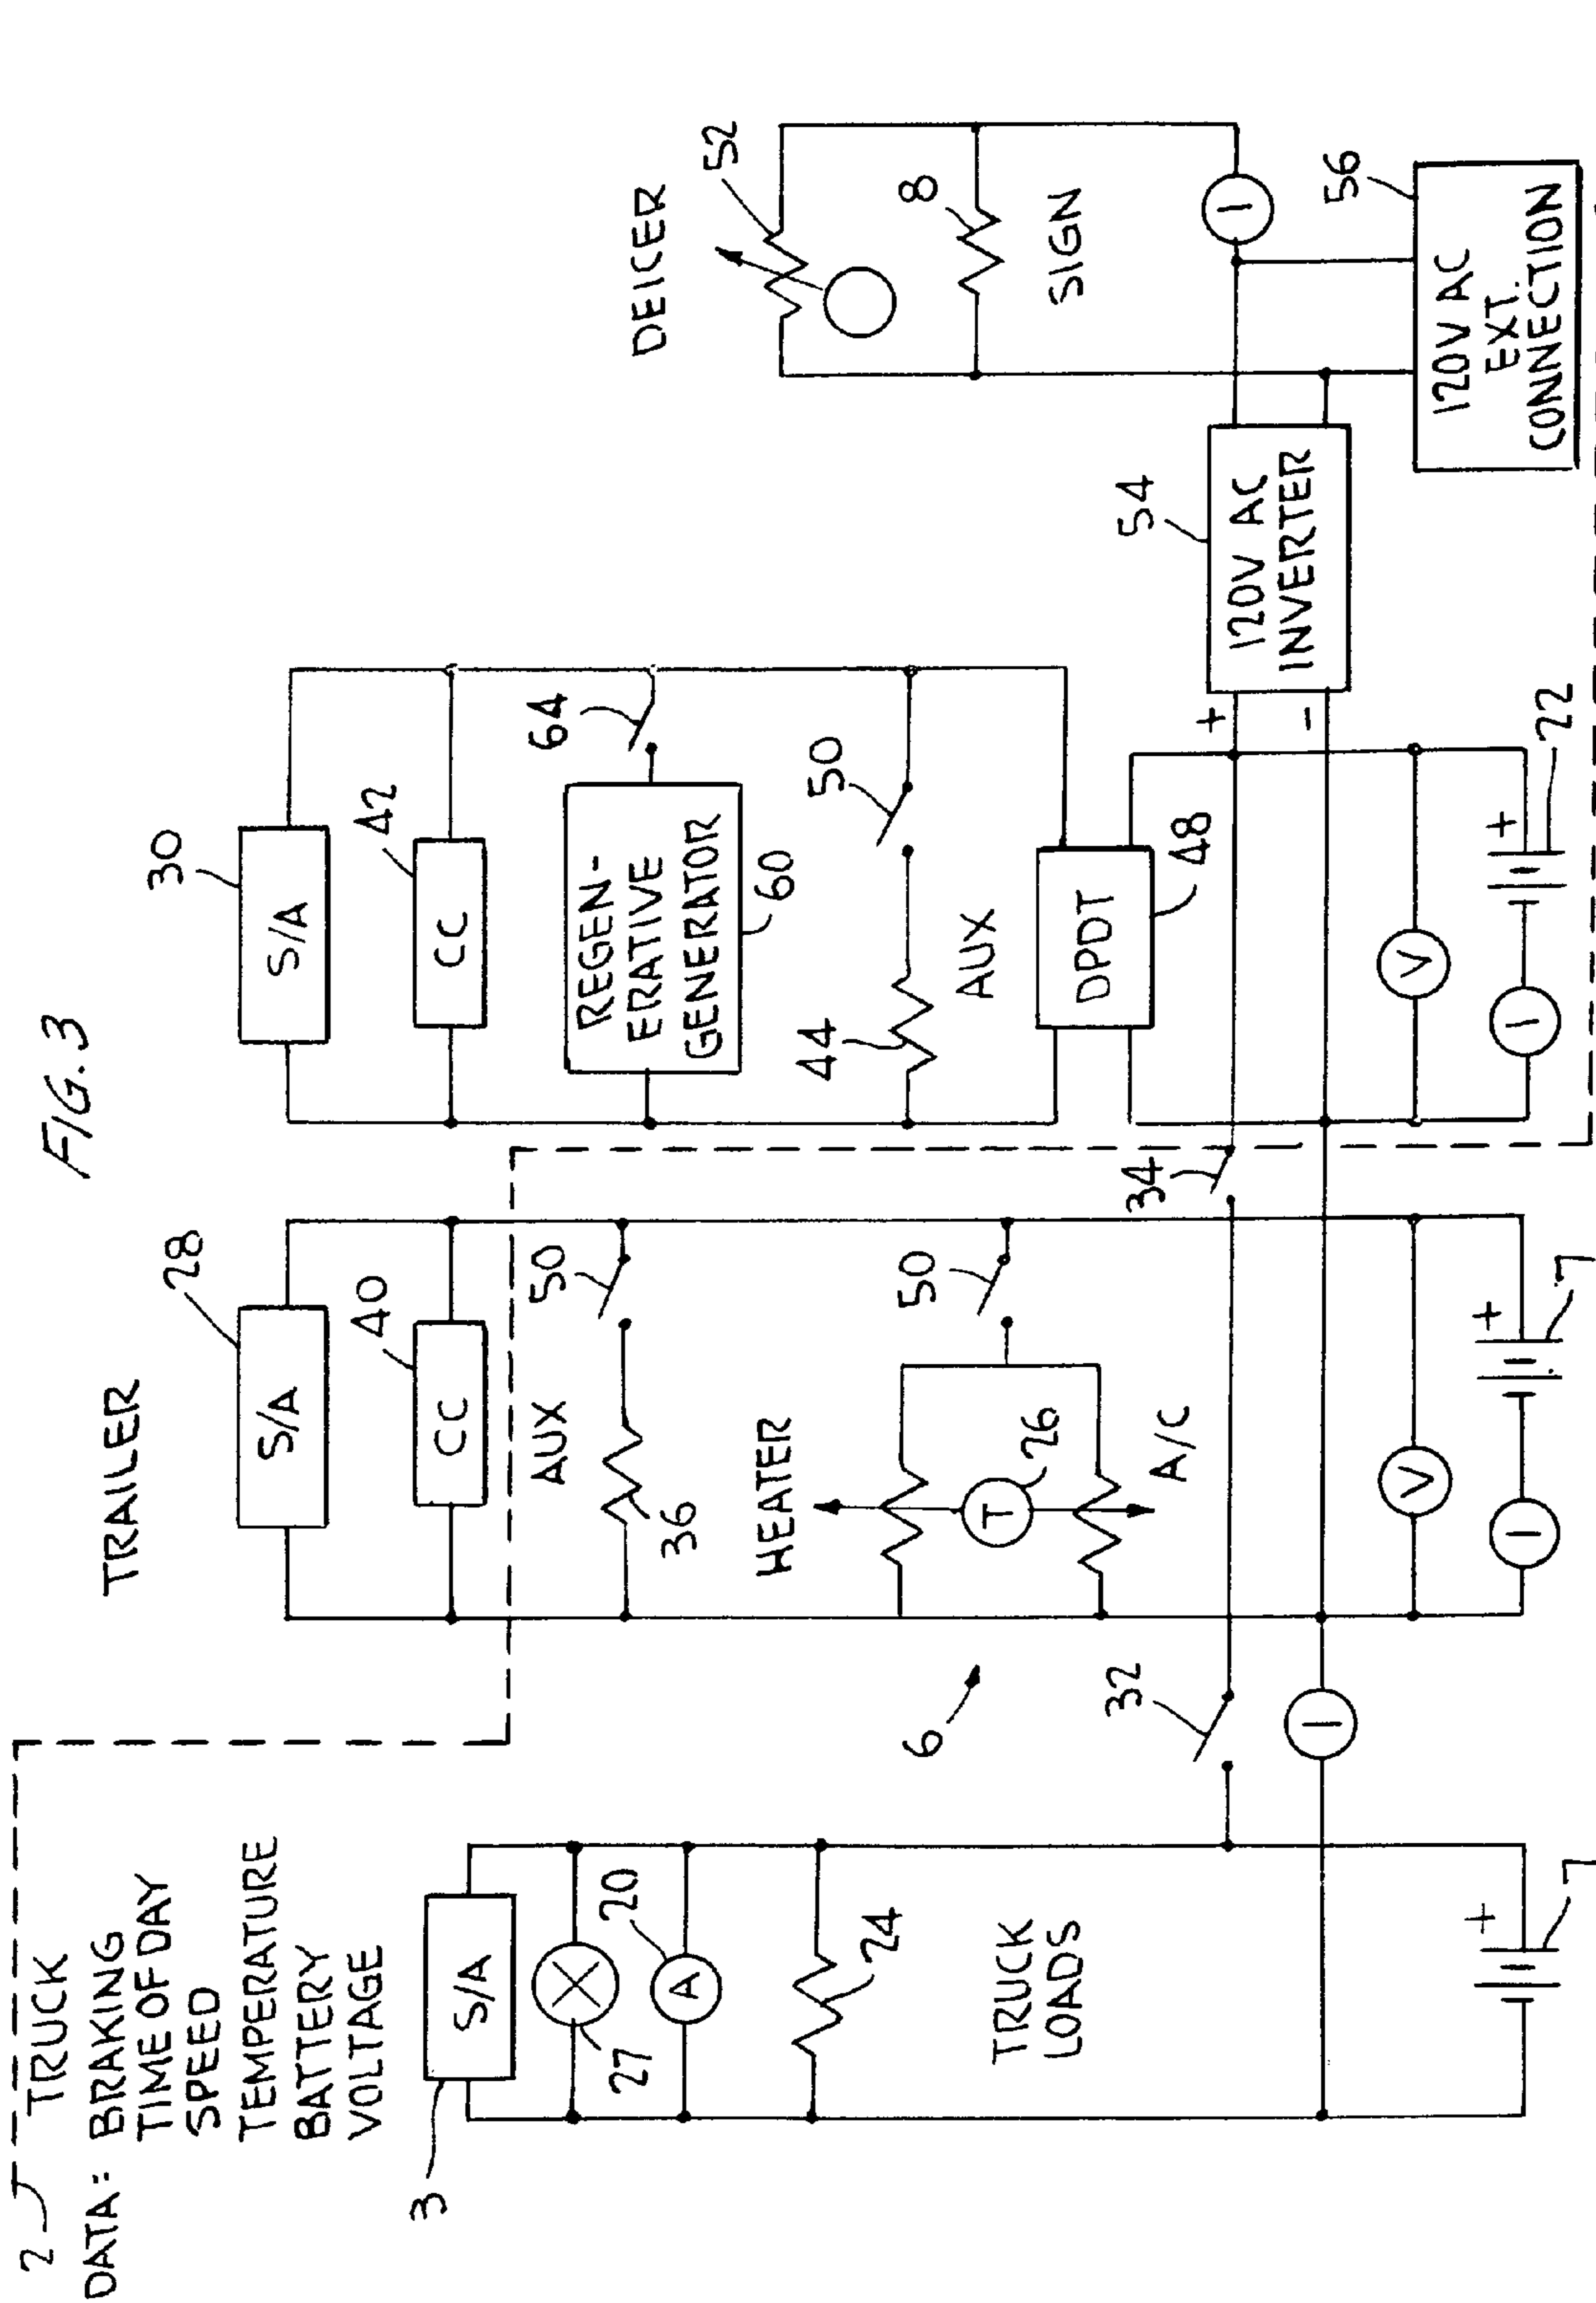 FIG. 3
2
TRUCK
DATA = BRAKING
TIME OF DAY
SPEED
TEMPERATURE
BATTERY
VOLTAGE
3
S/A
27
20
A
24
TRUCK
LOADS
+
7
TRAILER
28
S/A
40
CC
AUX
50
36
HEATER
50
26
T
A/C
6
32
I
34
V
I
+
7
30
S/A
42
CC
64
REGEN-
ERATIVE
GENERATOR
60
50
44
AUX
DPDT
48
V
I
+
22
+
-
54
120V AC
INVERTER
DEICER
52
8
SIGN
I
56
120V AC
EXT.
CONNECTION